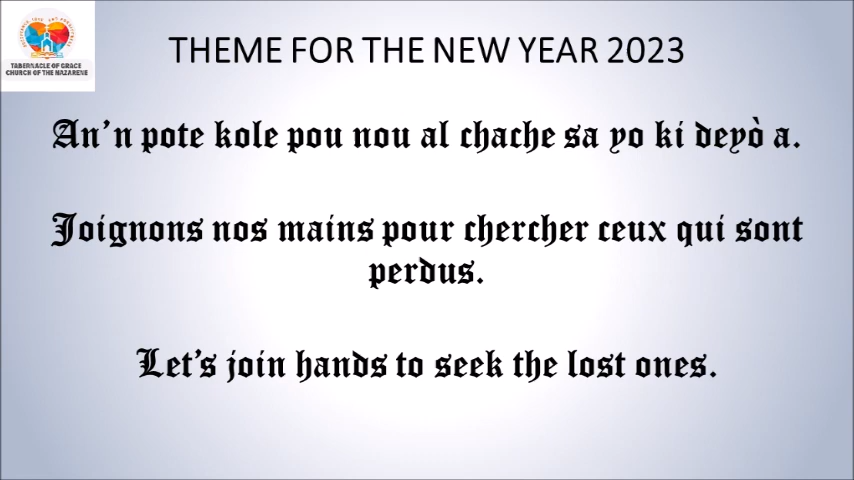 TABERNACLE OF GRACE
CHURCH OF THE NAZARENE
THEME FOR THE NEW YEAR 2023
An'n pote kole pou nou al chache sa yo ki deyò a.
Joignons nos mains pour chercher ceux qui sont
perdus.
Let's join hands to seek the lost ones.